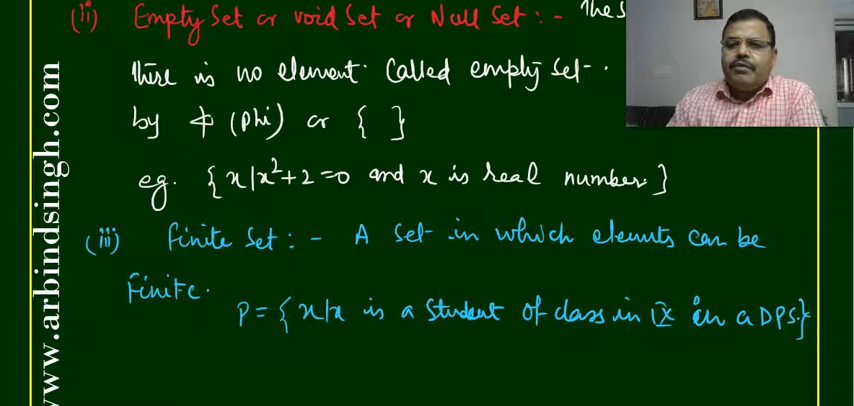 (ii) Empty Set or void Set or Null Set :- The S
there is no element. Called empty set.
by ϕ (Phi) or { }
eg. {x/x²+2=0 and x is real number.}
(iii) Finite Set :- A set in which elements can be
finite.
P = { x/x is a student of class in IX in a DPS.}
www.arbindsingh.com